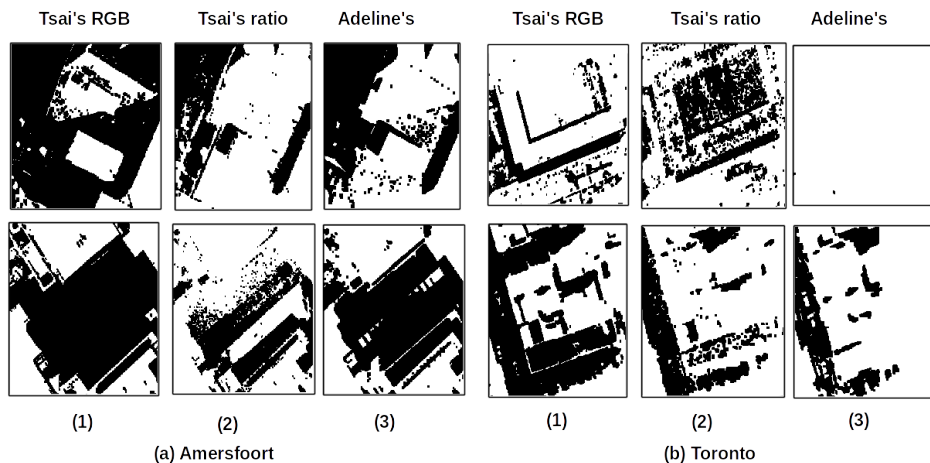 Tsai's RGB Tsai's ratio Adeline's Tsai's RGB Tsai's ratio Adeline's
(1) (2) (3) (1) (2) (3)
(a) Amersfoort (b) Toronto